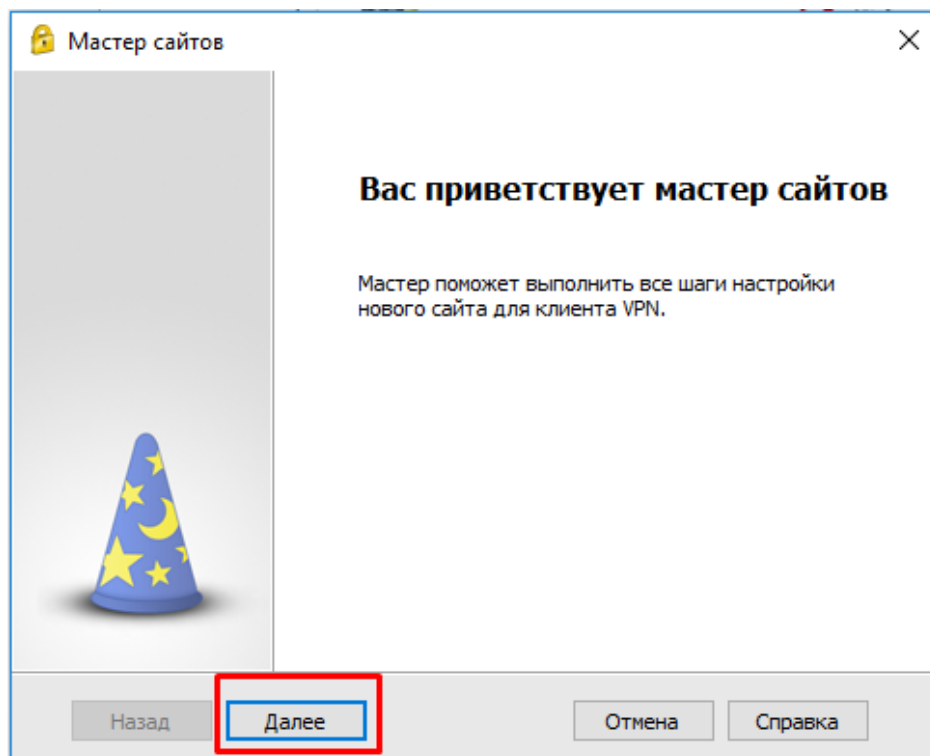 Мастер сайтов
Вас приветствует мастер сайтов
Мастер поможет выполнить все шаги настройки
нового сайта для клиента VPN.
Назад
Далее
Отмена
Справка